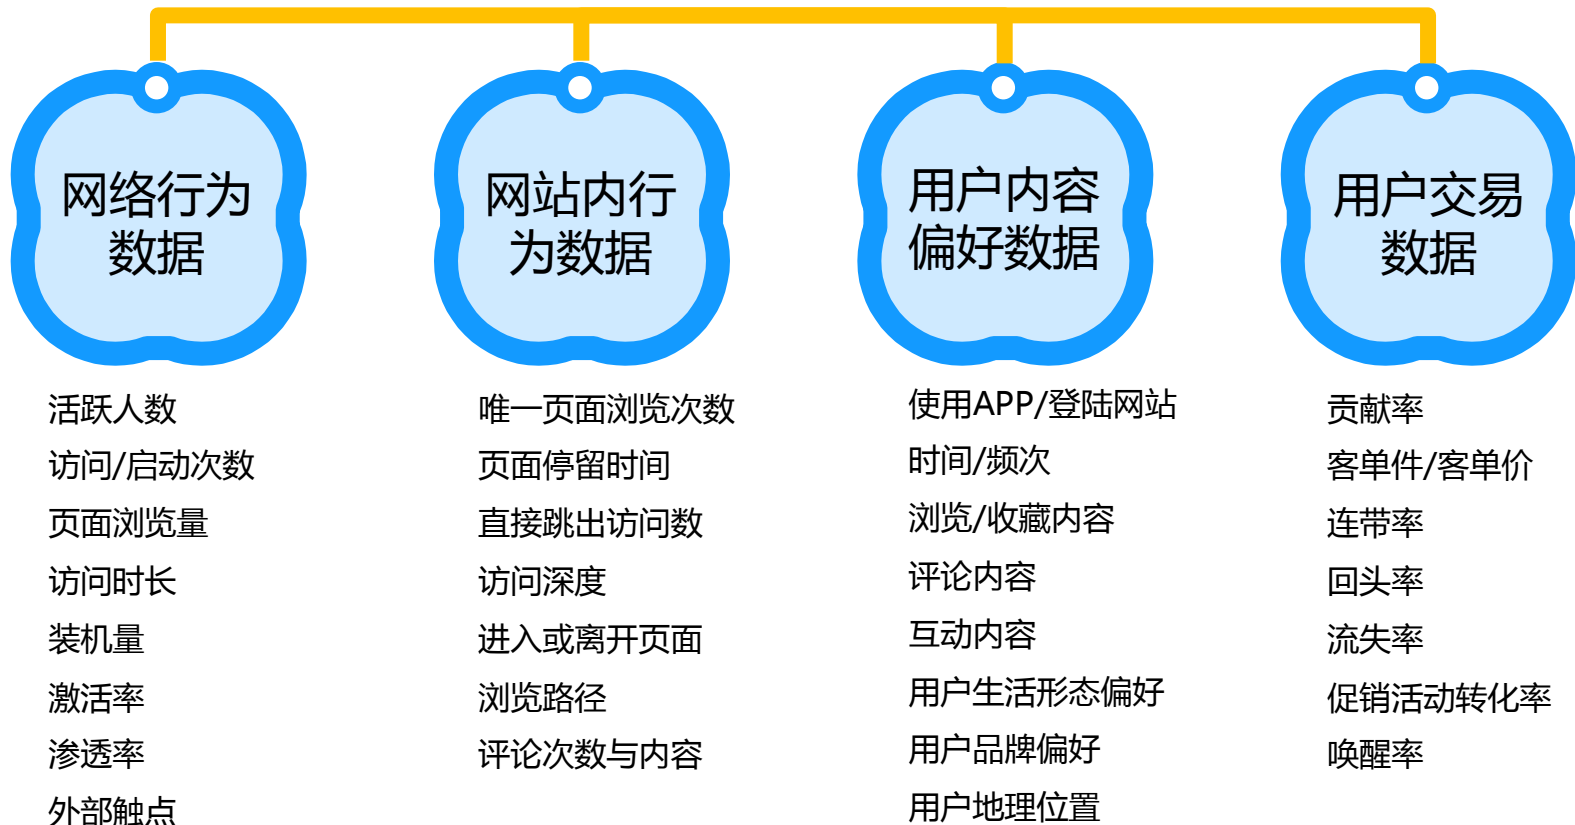 网络行为
数据
网站内行
为数据
用户内容
偏好数据
用户交易
数据
活跃人数
访问/启动次数
页面浏览量
访问时长
装机量
激活率
渗透率
外部触点
唯一页面浏览次数
页面停留时间
直接跳出访问数
访问深度
进入或离开页面
浏览路径
评论次数与内容
使用APP/登陆网站
时间/频次
浏览/收藏内容
评论内容
互动内容
用户生活形态偏好
用户品牌偏好
用户地理位置
贡献率
客单件/客单价
连带率
回头率
流失率
促销活动转化率
唤醒率